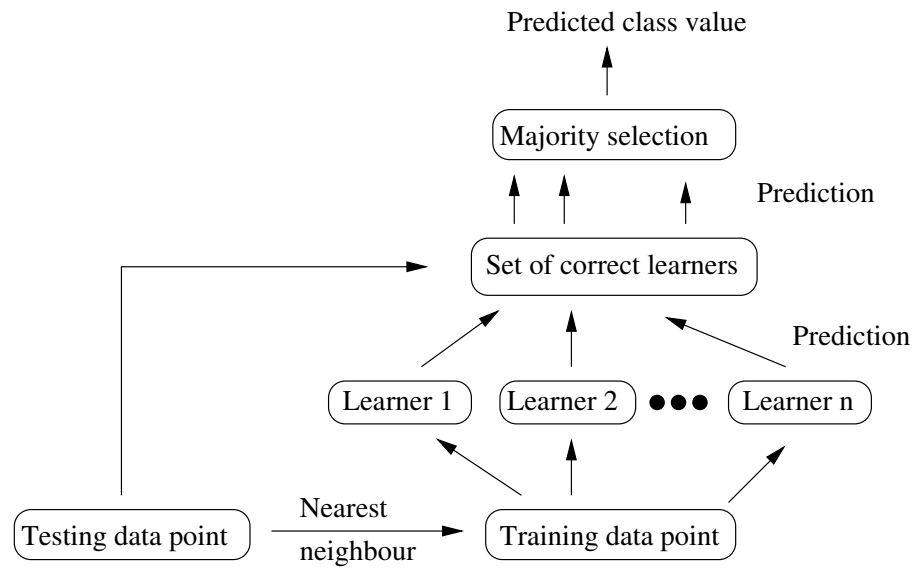 Predicted class value
Majority selection
Prediction
Set of correct learners
Prediction
Learner 1
Learner 2
Learner n
Nearest
neighbour
Testing data point
Training data point